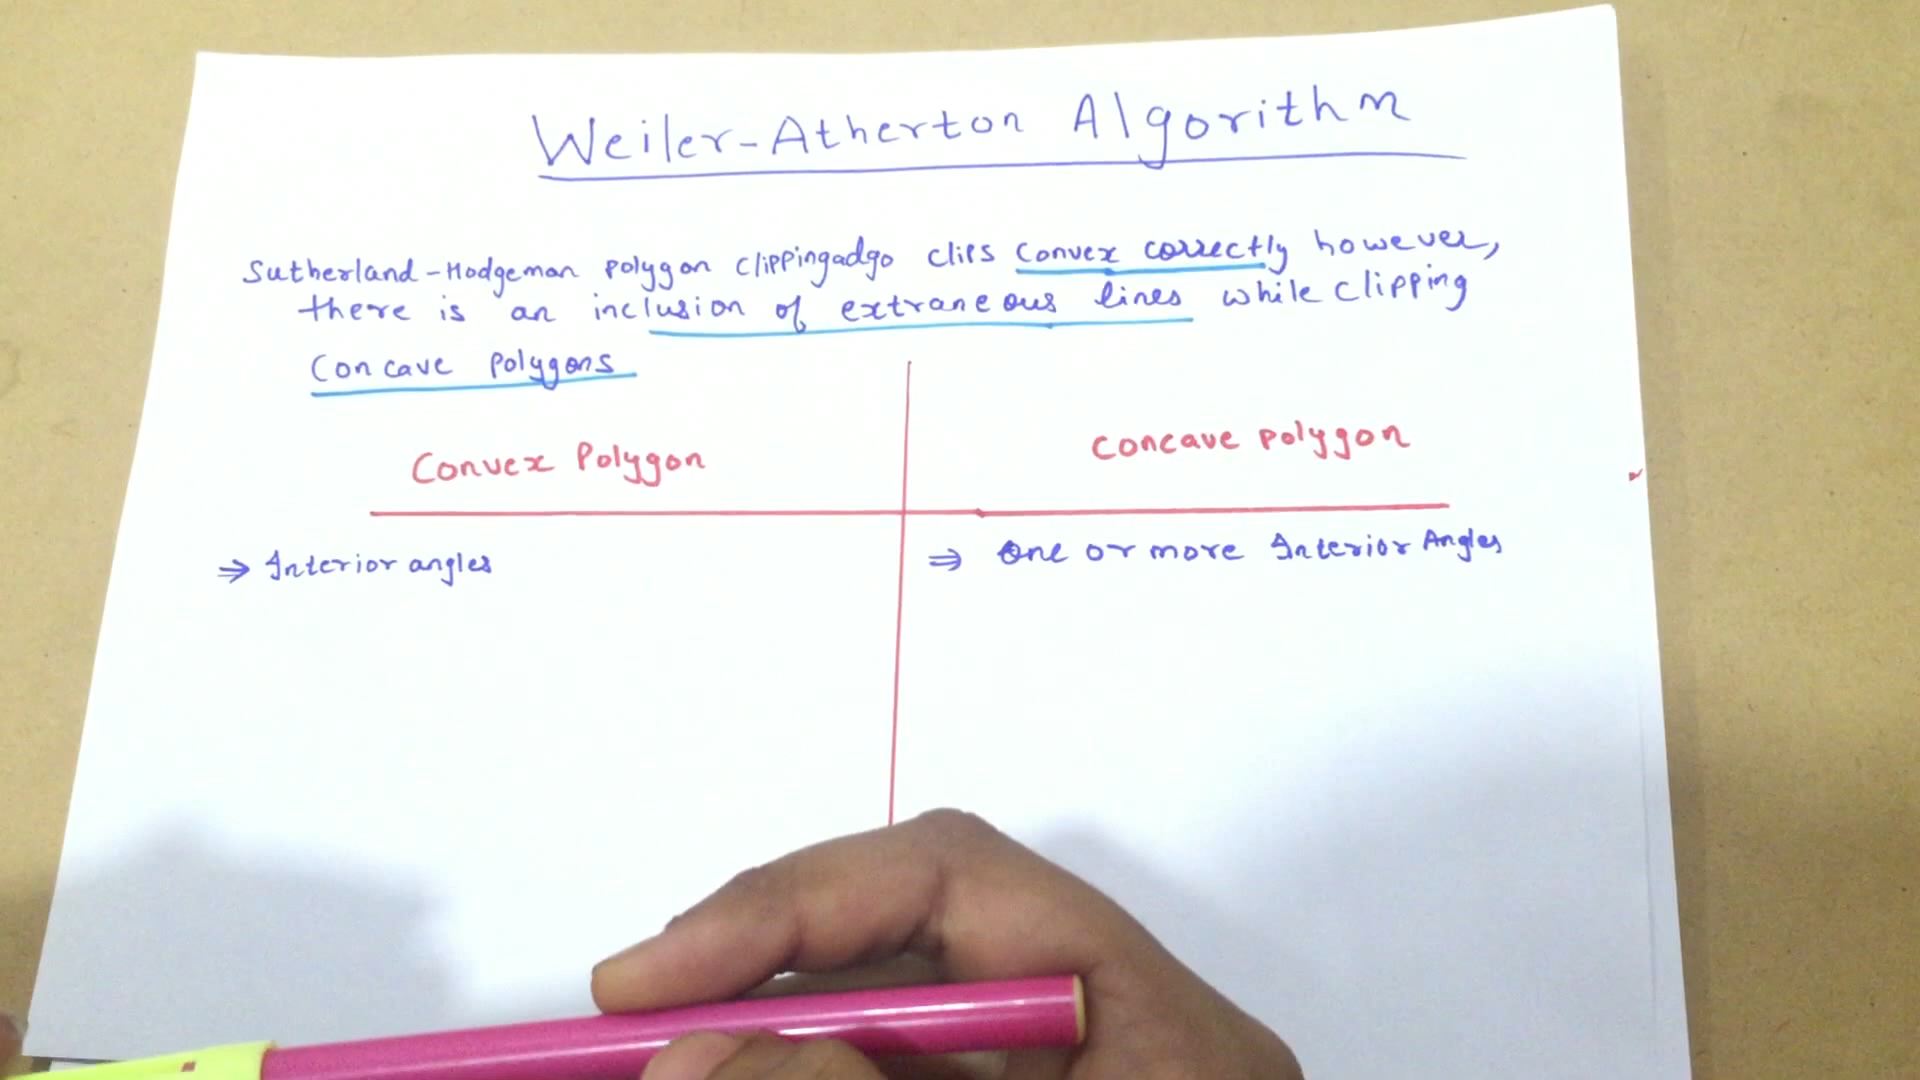 Weiler-Atherton Algorithm
Sutherland-Hodgeman polygon clippingadgo clips convex correctly however,
there is an inclusion of extraneous lines while clipping
Concave polygons
Convex Polygon
Concave polygon
⇒ Interior angles
⇒ One or more Interior Angles